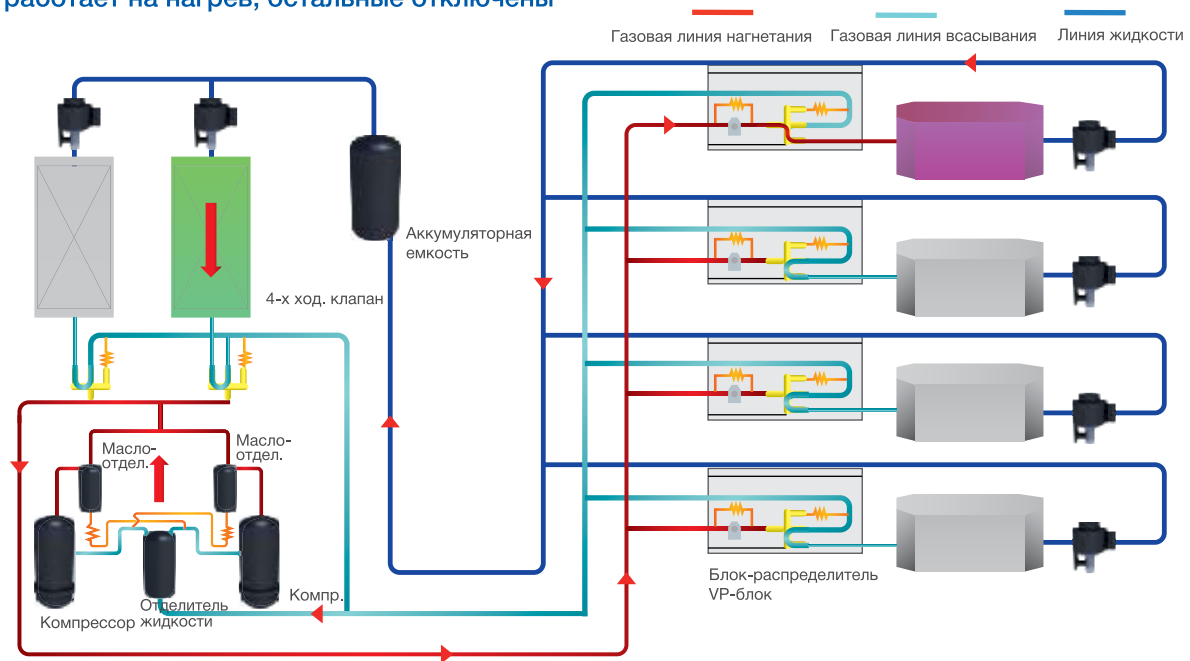 работает на нагрев, остальные отключены
Газовая линия нагнетания
Газовая линия всасывания
Линия жидкости
Аккумуляторная
емкость
4-х ход. клапан
Масло-
отдел.
Масло-
отдел.
Компрессор
Отделитель
жидкости
Компр.
Блок-распределитель
VP-блок